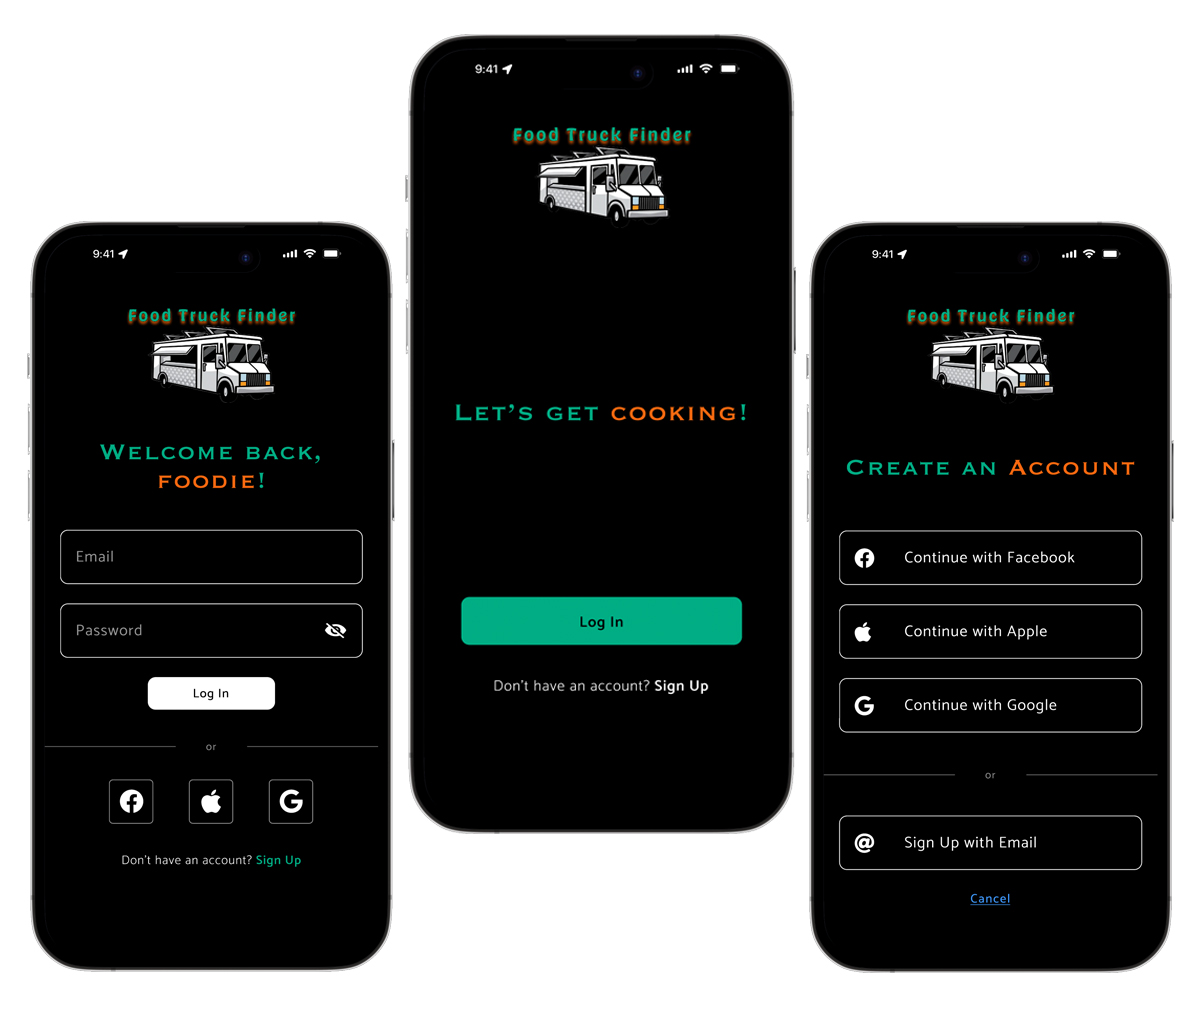 9:41
Food Truck Finder
Welcome back,
foodie!
Email
Password
Log In
or
Don't have an account? Sign Up
9:41
Food Truck Finder
Let's get cooking!
Log In
Don't have an account? Sign Up
9:41
Food Truck Finder
Create an Account
Continue with Facebook
Continue with Apple
Continue with Google
or
Sign Up with Email
Cancel